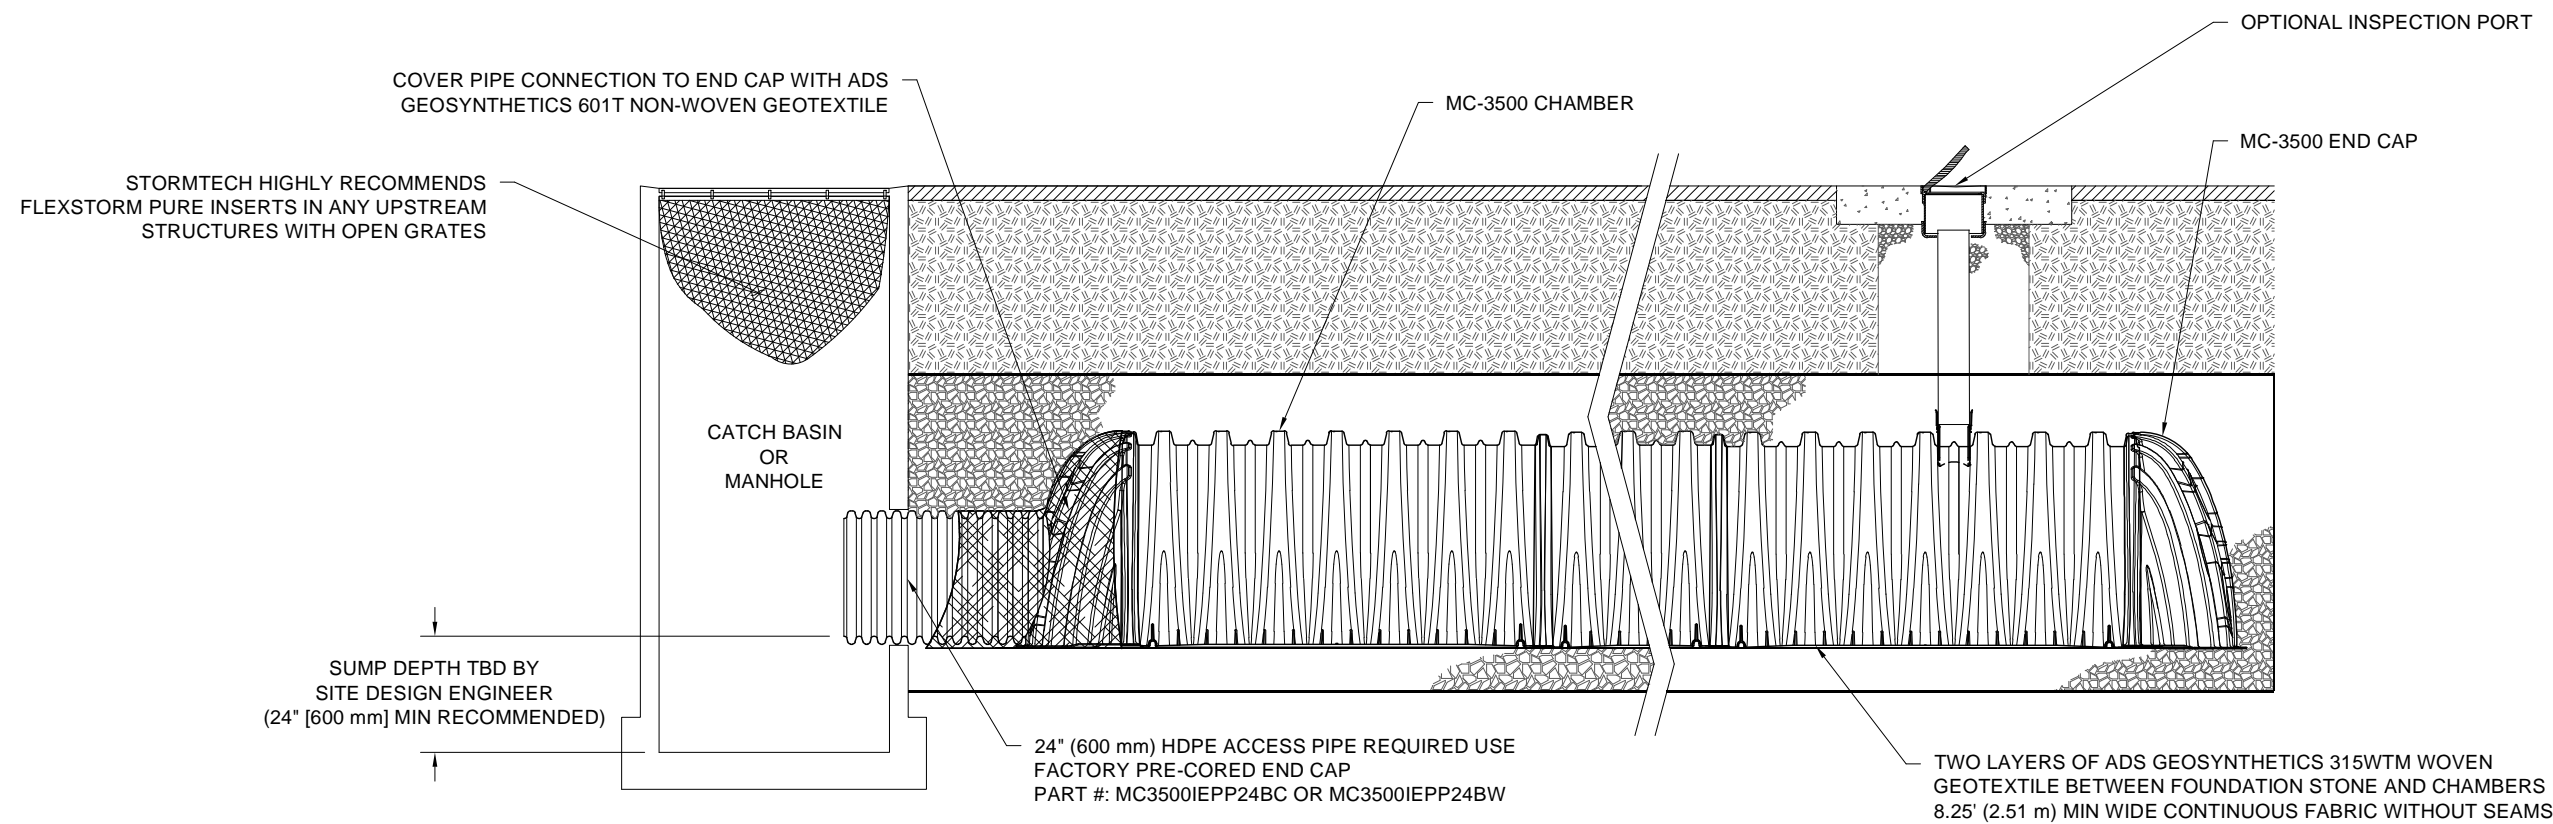 OPTIONAL INSPECTION PORT
COVER PIPE CONNECTION TO END CAP WITH ADS
GEOSYNTHETICS 601T NON-WOVEN GEOTEXTILE
MC-3500 CHAMBER
MC-3500 END CAP
STORMTECH HIGHLY RECOMMENDS
FLEXSTORM PURE INSERTS IN ANY UPSTREAM
STRUCTURES WITH OPEN GRATES
CATCH BASIN
OR
MANHOLE
SUMP DEPTH TBD BY
SITE DESIGN ENGINEER
(24" [600 mm] MIN RECOMMENDED)
24" (600 mm) HDPE ACCESS PIPE REQUIRED USE
FACTORY PRE-CORED END CAP
PART #: MC3500IEPP24BC OR MC3500IEPP24BW
TWO LAYERS OF ADS GEOSYNTHETICS 315WTM WOVEN
GEOTEXTILE BETWEEN FOUNDATION STONE AND CHAMBERS
8.25' (2.51 m) MIN WIDE CONTINUOUS FABRIC WITHOUT SEAMS